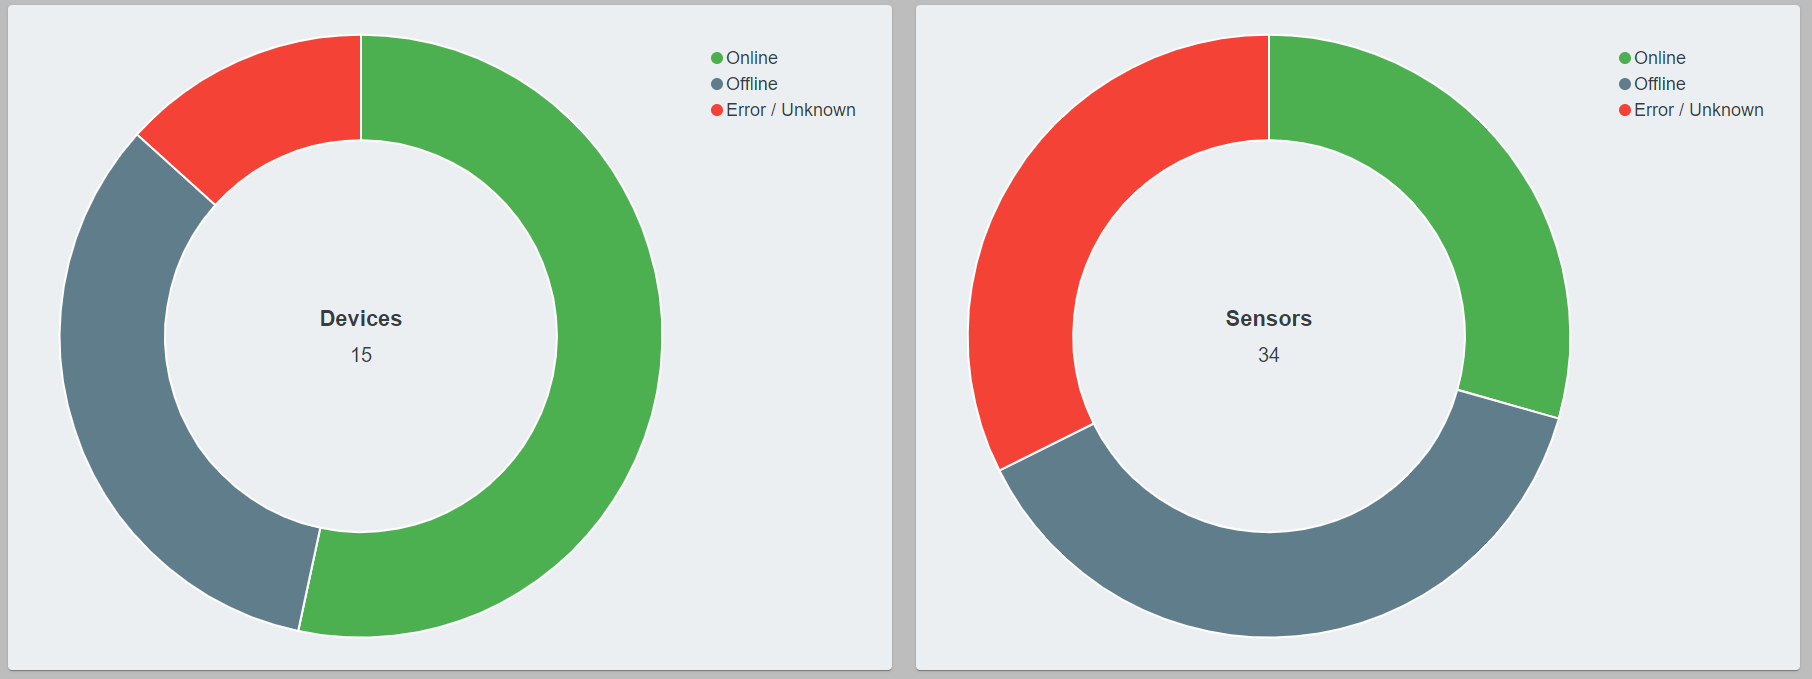 Online
Offline
Error / Unknown
Devices
15
Online
Offline
Error / Unknown
Sensors
34